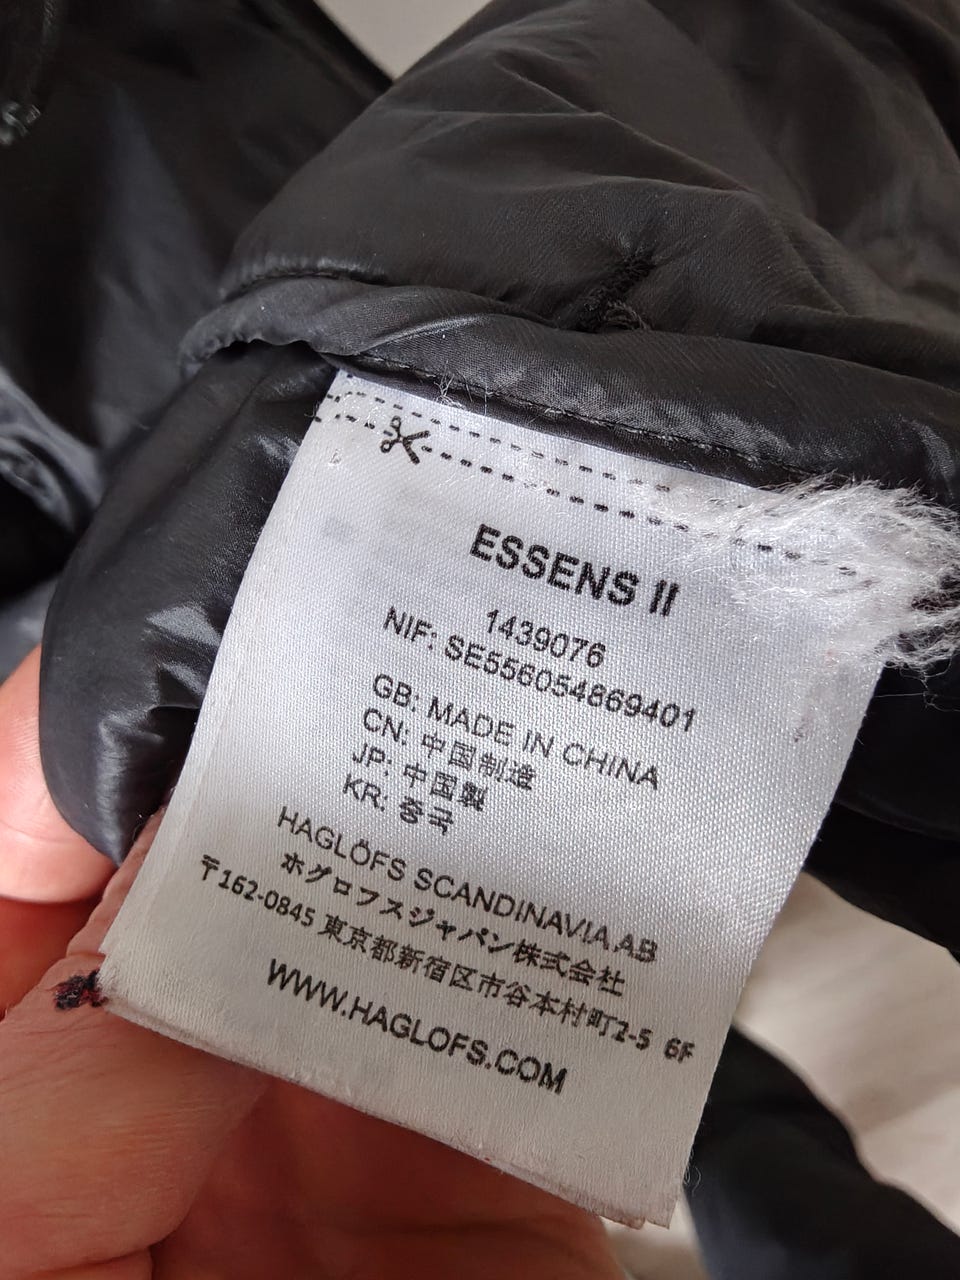 ESSENS II
1439076
NIF: SE556054869401
GB: MADE IN CHINA
CN: 中国制造
JP: 中国製
KR: 중국
HAGLÖFS SCANDINAVIA AB
ホグロフスジャパン株式会社
〒162-0845 東京都新宿区市谷本村町2-5 6F
WWW.HAGLOFS.COM